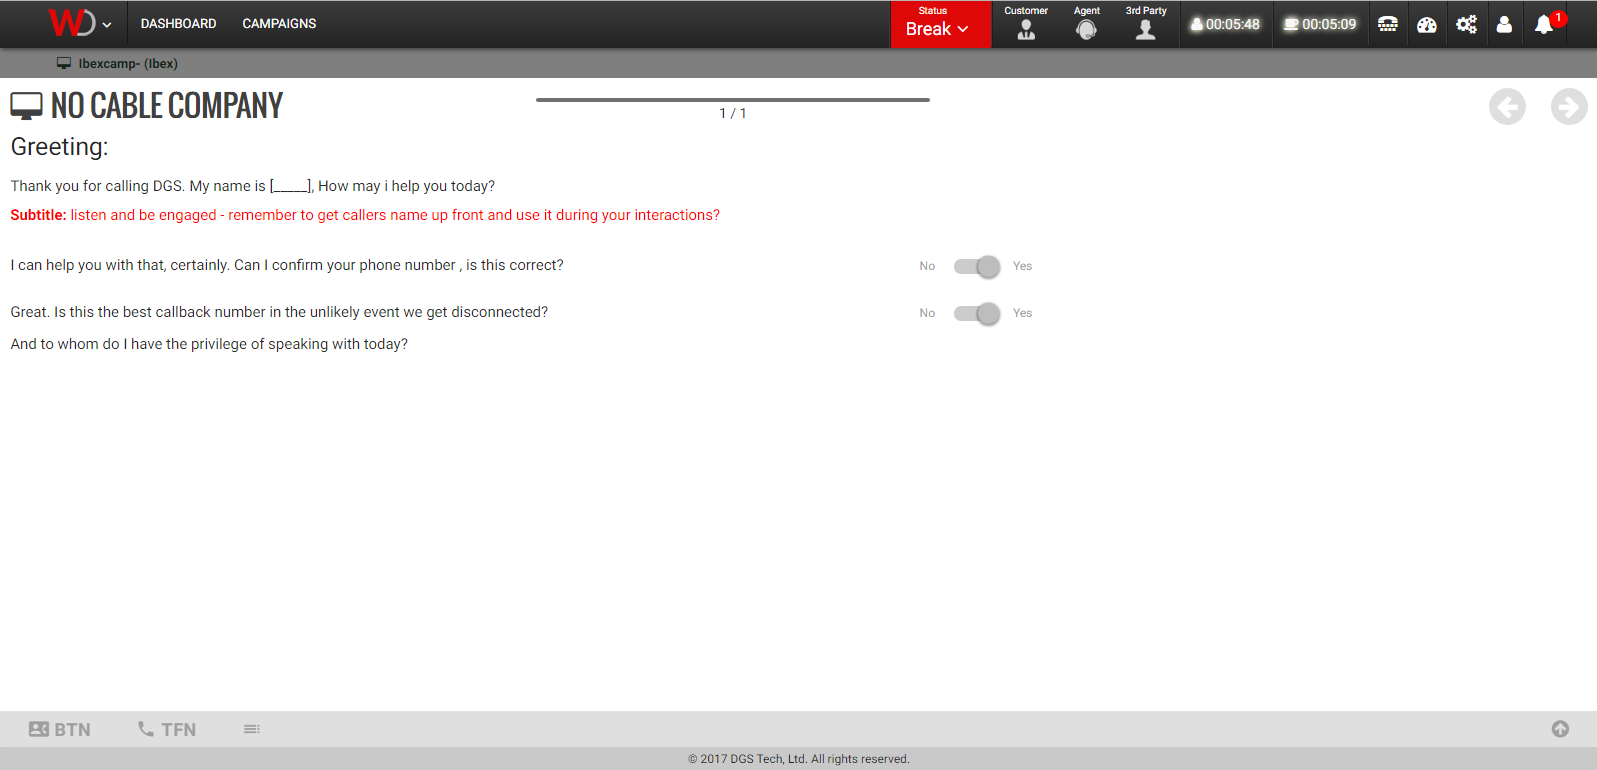 WD DASHBOARD CAMPAIGNS Status Customer Agent 3rd Party
Break 00:05:48 00:05:09 1
Ibexcamp- (Ibex)
NO CABLE COMPANY
1 / 1
Greeting:
Thank you for calling DGS. My name is [_____], How may i help you today?
Subtitle: listen and be engaged - remember to get callers name up front and use it during your interactions?
I can help you with that, certainly. Can I confirm your phone number , is this correct? No Yes
Great. Is this the best callback number in the unlikely event we get disconnected? No Yes
And to whom do I have the privilege of speaking with today?
BTN TFN
© 2017 DGS Tech, Ltd. All rights reserved.